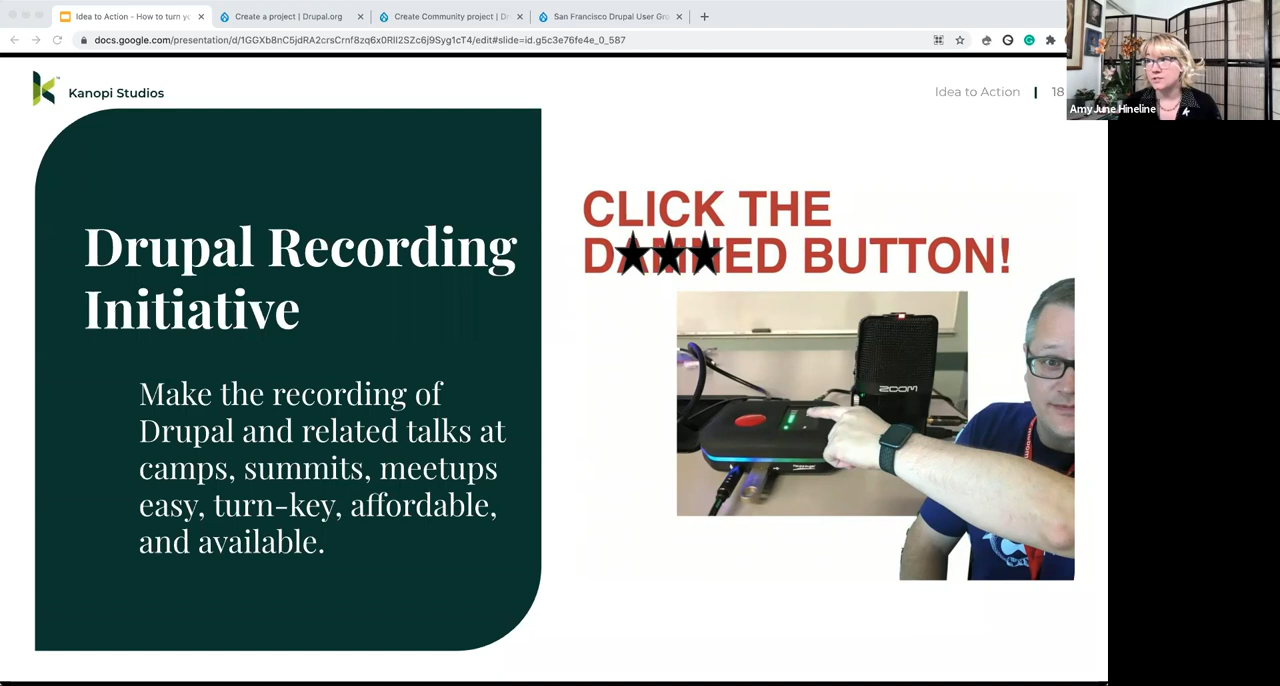 Idea to Action - How to turn yo
Create a project | Drupal.org
Create Community project | Dr
San Francisco Drupal User Gro
docs.google.com/presentation/d/1GGXb8nC5jdRA2crsCrnf8zq6x0RlI2SZc6j9Syg1cT4/edit#slide=id.g5c3e76fe4e_0_587
Kanopi Studios
Idea to Action
18
Amy June Hineline
Drupal Recording
Initiative
Make the recording of
Drupal and related talks at
camps, summits, meetups
easy, turn-key, affordable,
and available.
CLICK THE
D★★★ED BUTTON!
ZOOM